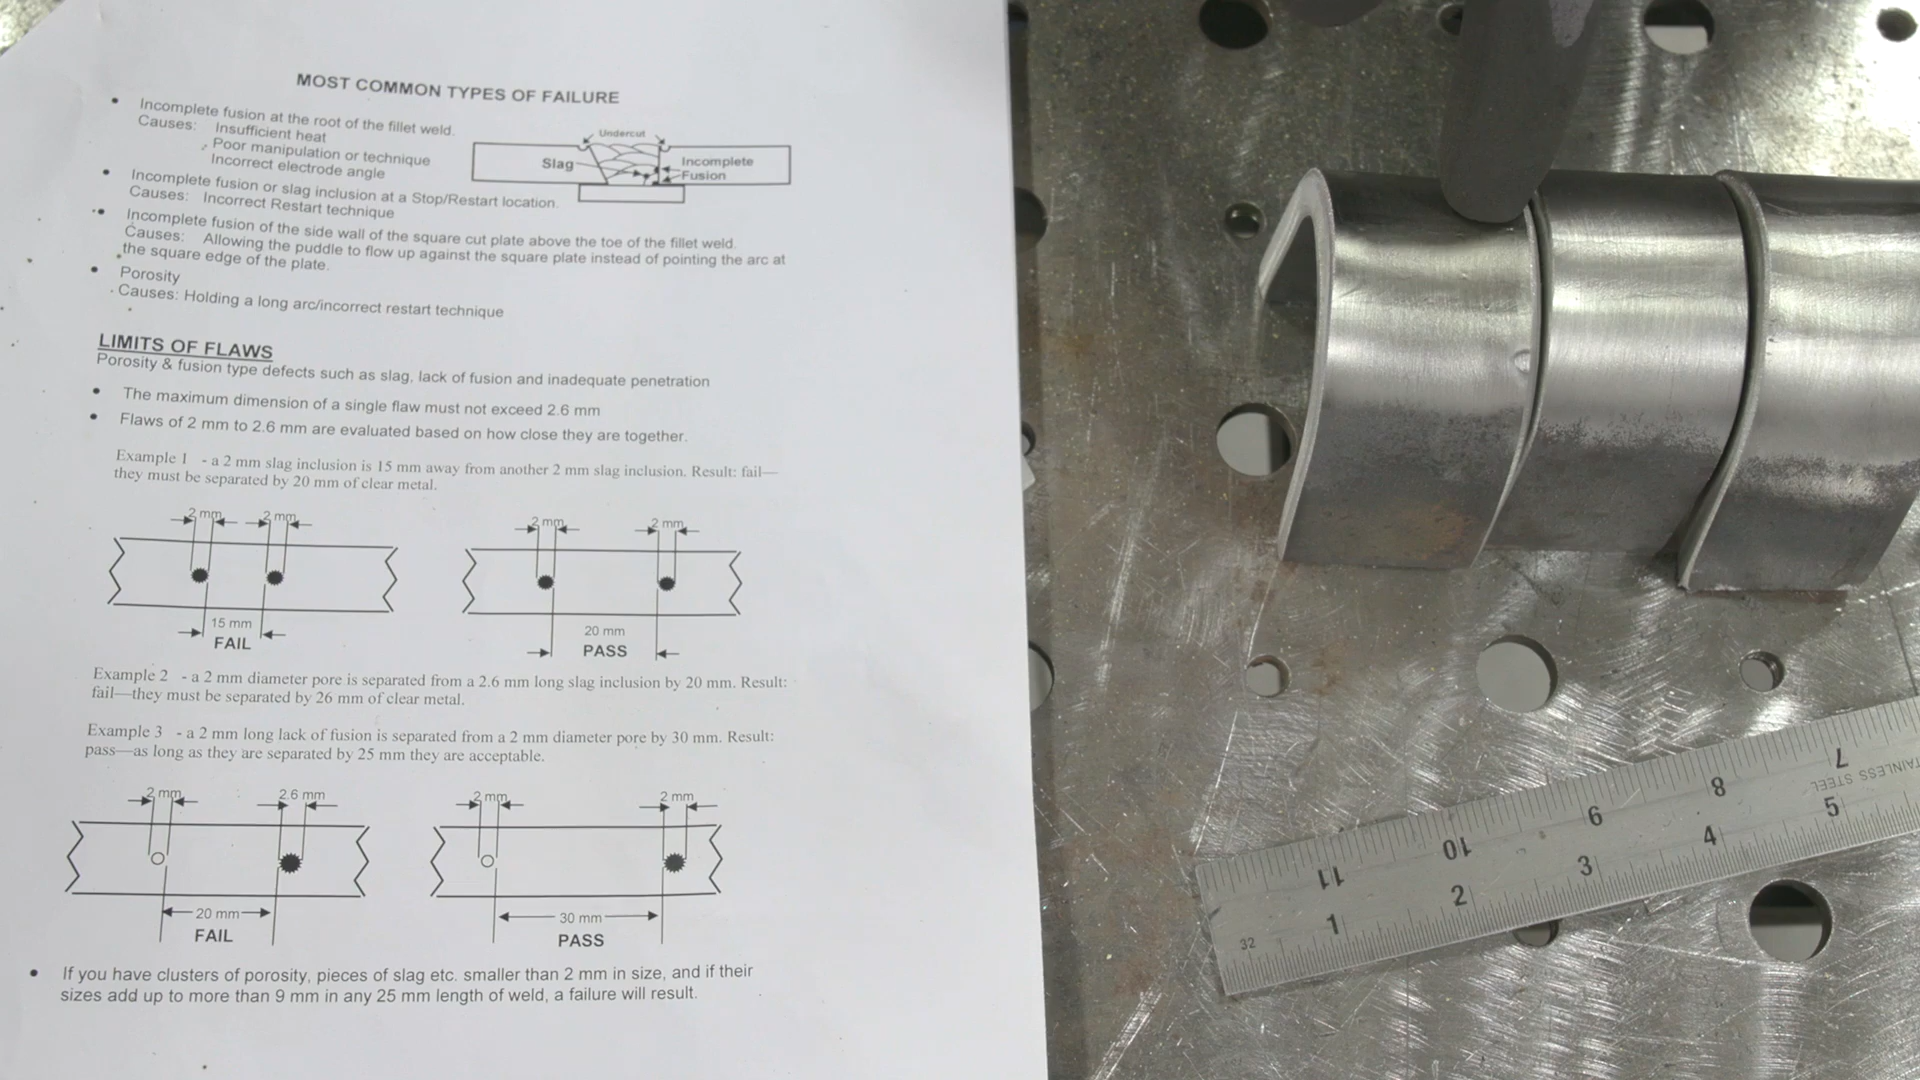 MOST COMMON TYPES OF FAILURE
• Incomplete fusion at the root of the fillet weld.
Causes: Insufficient heat
Poor manipulation or technique
Incorrect electrode angle
Undercut
Slag
Incomplete
Fusion
• Incomplete fusion or slag inclusion at a Stop/Restart location.
Causes: Incorrect Restart technique
• Incomplete fusion of the side wall of the square cut plate above the toe of the fillet weld.
Causes: Allowing the puddle to flow up against the square plate instead of pointing the arc at
the square edge of the plate.
• Porosity
Causes: Holding a long arc/incorrect restart technique
LIMITS OF FLAWS
Porosity & fusion type defects such as slag, lack of fusion and inadequate penetration
• The maximum dimension of a single flaw must not exceed 2.6 mm
• Flaws of 2 mm to 2.6 mm are evaluated based on how close they are together.
Example 1 - a 2 mm slag inclusion is 15 mm away from another 2 mm slag inclusion. Result: fail—
they must be separated by 20 mm of clear metal.
2 mm 2 mm
15 mm
FAIL
2 mm 2 mm
20 mm
PASS
Example 2 - a 2 mm diameter pore is separated from a 2.6 mm long slag inclusion by 20 mm. Result:
fail—they must be separated by 26 mm of clear metal.
Example 3 - a 2 mm long lack of fusion is separated from a 2 mm diameter pore by 30 mm. Result:
pass—as long as they are separated by 25 mm they are acceptable.
2 mm 2.6 mm
20 mm
FAIL
2 mm 2 mm
30 mm
PASS
• If you have clusters of porosity, pieces of slag etc. smaller than 2 mm in size, and if their
sizes add up to more than 9 mm in any 25 mm length of weld, a failure will result.
11 10 9 8 7
STAINLESS STEEL
32 1 2 3 4 5